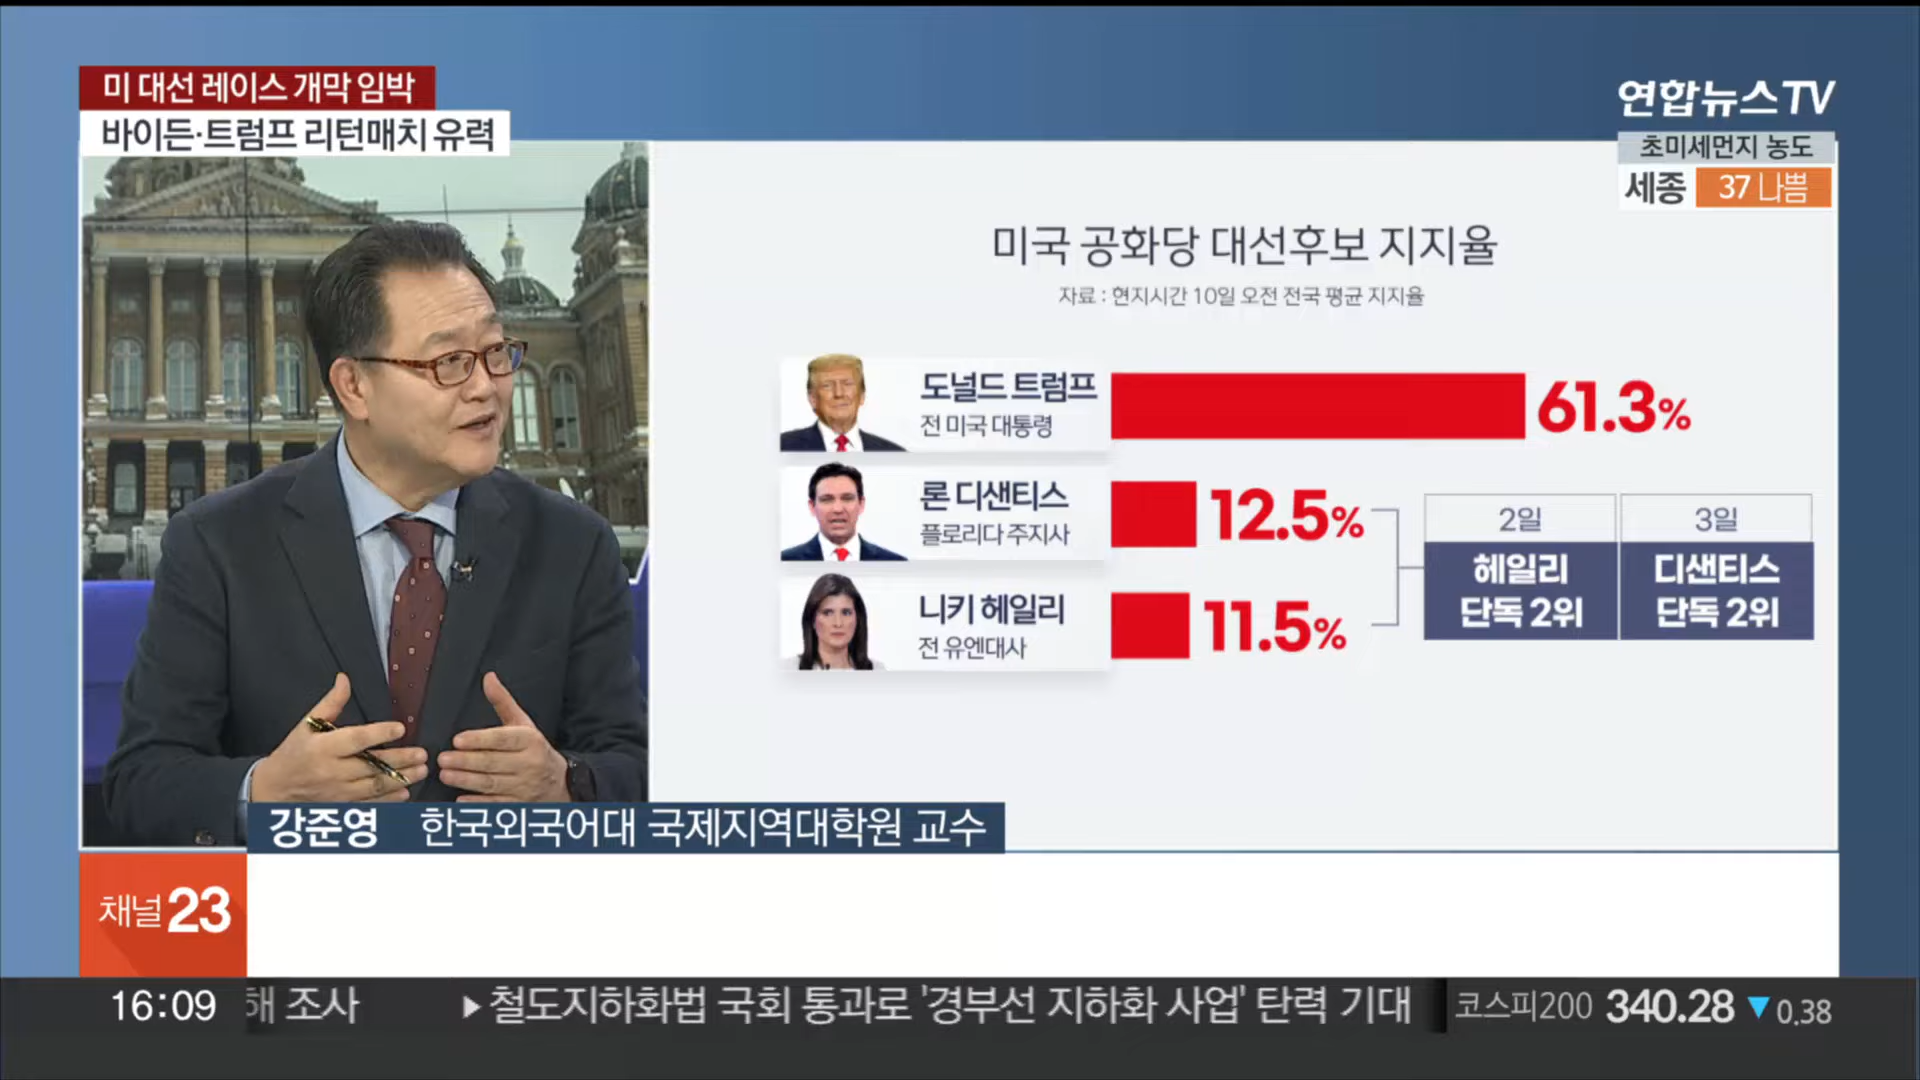 미 대선 레이스 개막 임박
바이든·트럼프 리턴매치 유력
연합뉴스TV
초미세먼지 농도
세종 37 나쁨
미국 공화당 대선후보 지지율
자료 : 현지시간 10일 오전 전국 평균 지지율
도널드 트럼프
전 미국 대통령
61.3%
론 디샌티스
플로리다 주지사
12.5%
니키 헤일리
전 유엔대사
11.5%
2일
헤일리
단독 2위
3일
디샌티스
단독 2위
강준영 한국외국어대 국제지역대학원 교수
채널 23
16:09 해 조사 ▶철도지하화법 국회 통과로 '경부선 지하화 사업' 탄력 기대 코스피200 340.28 ▼0.38